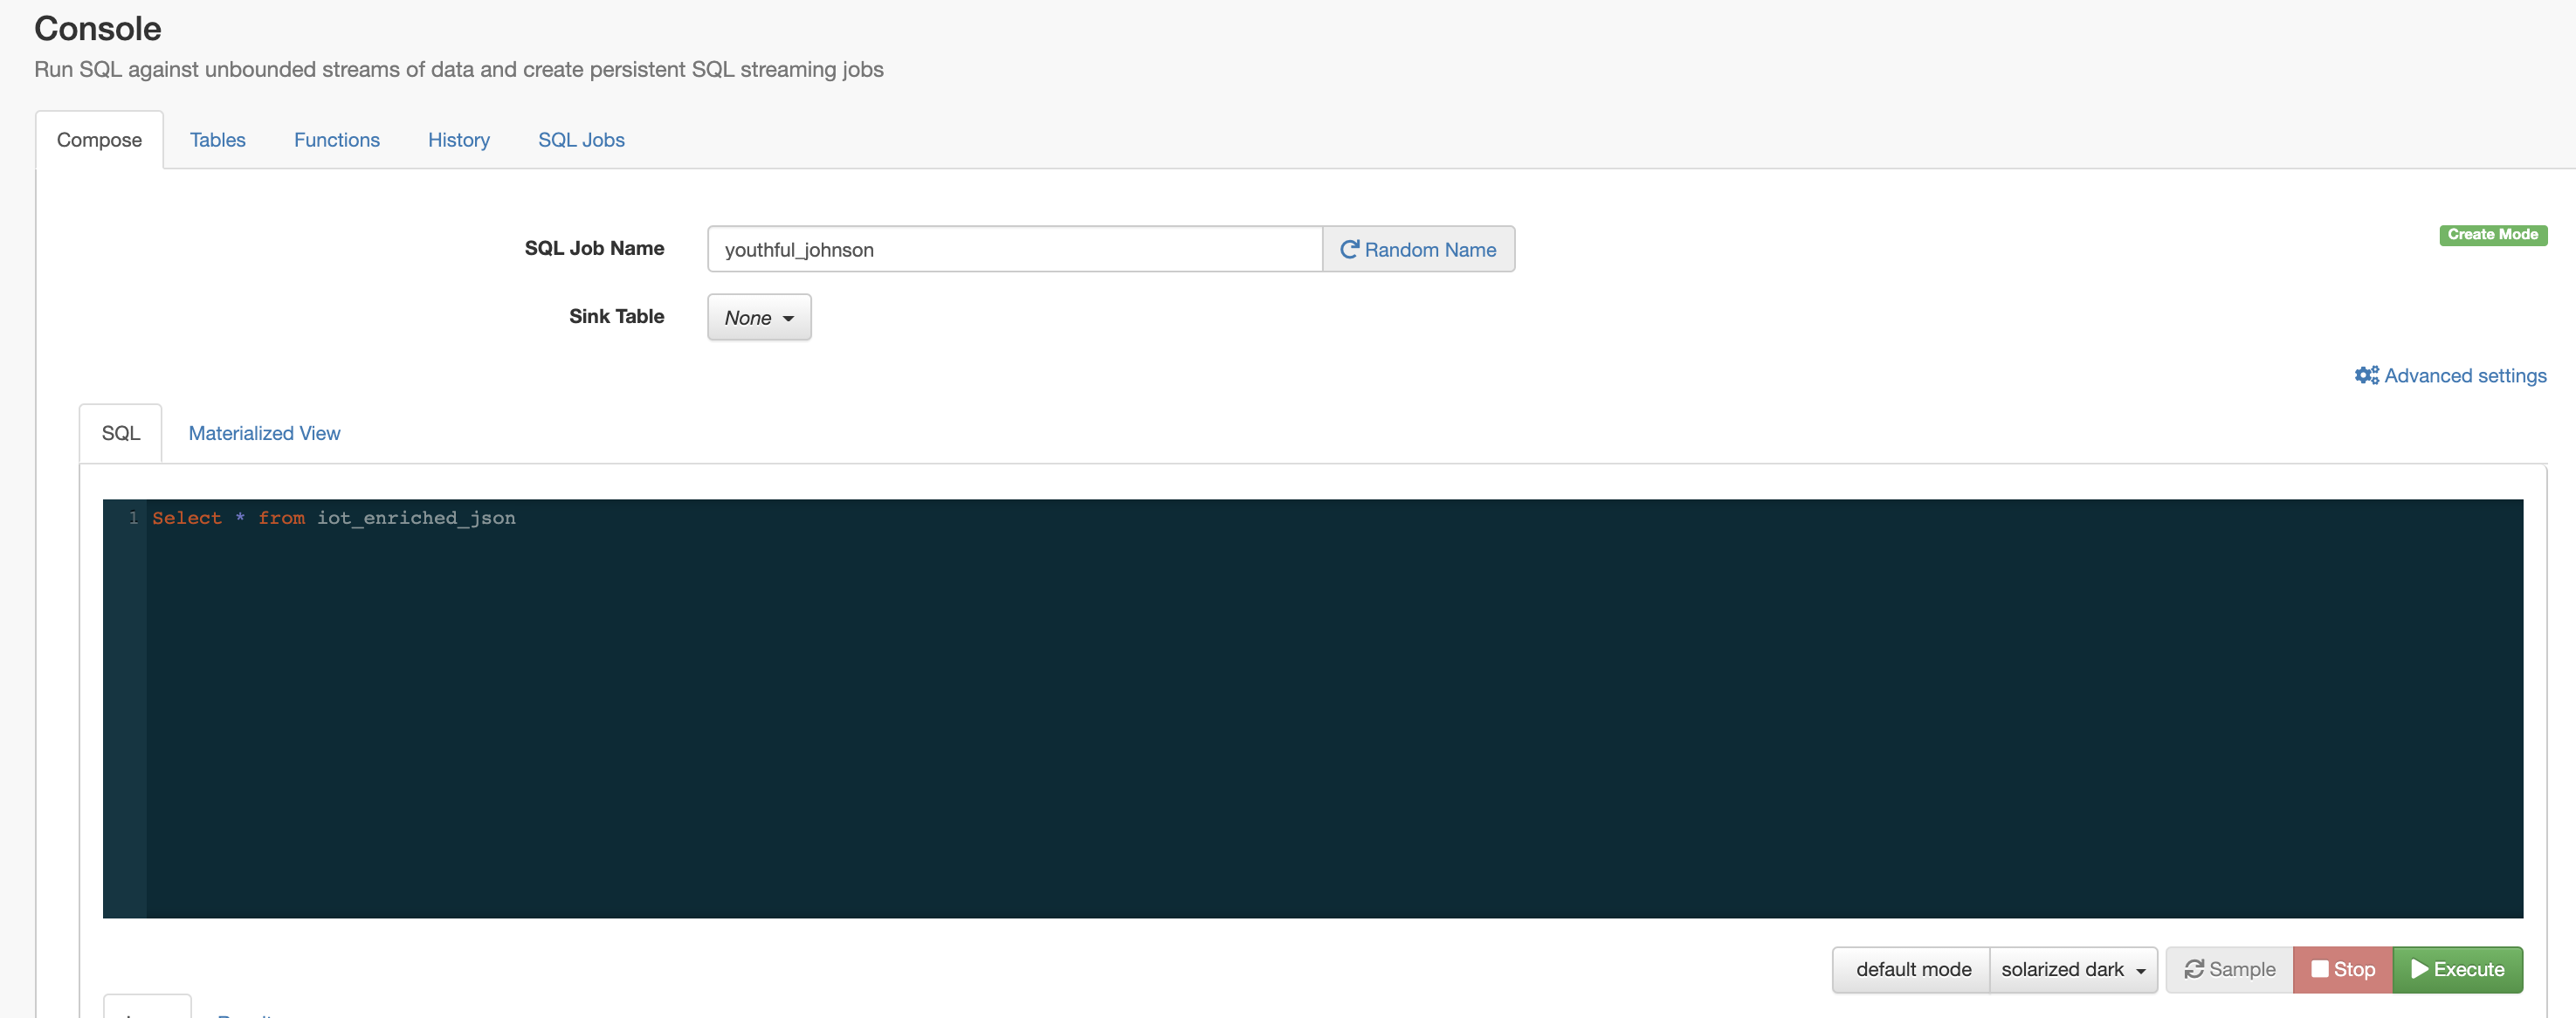 Console
Run SQL against unbounded streams of data and create persistent SQL streaming jobs
Compose Tables Functions History SQL Jobs
SQL Job Name youthful_johnson Random Name Create Mode
Sink Table None
Advanced settings
SQL Materialized View
1 Select * from iot_enriched_json
default mode solarized dark Sample Stop Execute